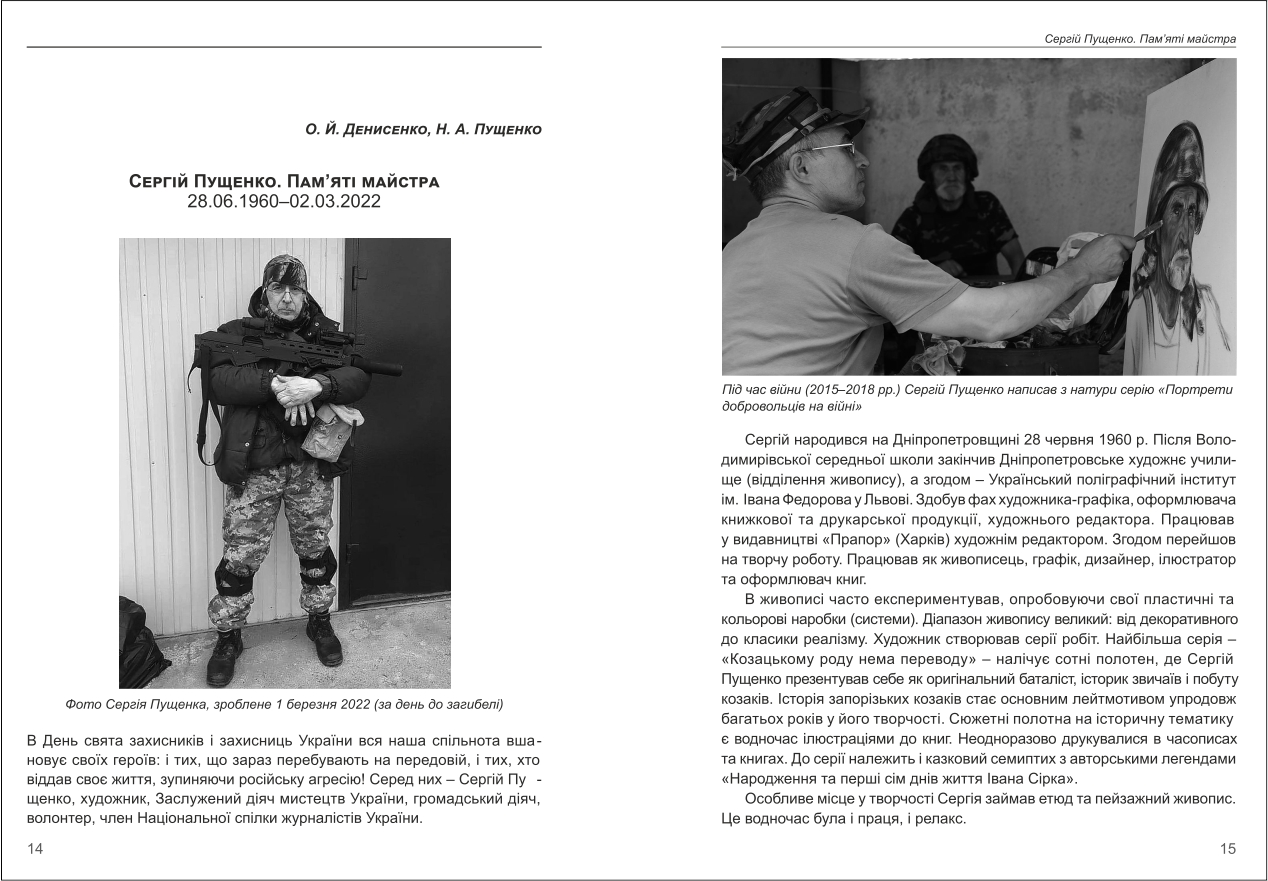 О. Й. Денисенко, Н. А. Пущенко
Сергій Пущенко. Пам’яті майстра
28.06.1960–02.03.2022
Фото Сергія Пущенка, зроблене 1 березня 2022 (за день до загибелі)
В День свята захисників і захисниць України вся наша спільнота вша-
новує своїх героїв: і тих, що зараз перебувають на передовій, і тих, хто
віддав своє життя, зупиняючи російську агресію! Серед них – Сергій Пу -
щенко, художник, Заслужений діяч мистецтв України, громадський діяч,
волонтер, член Національної спілки журналістів України.
14
Сергій Пущенко. Пам’яті майстра
Під час війни (2015–2018 рр.) Сергій Пущенко написав з натури серію «Портрети
добровольців на війні»
Сергій народився на Дніпропетровщині 28 червня 1960 р. Після Воло-
димирівської середньої школи закінчив Дніпропетровське художнє учили-
ще (відділення живопису), а згодом – Український поліграфічний інститут
ім. Івана Федорова у Львові. Здобув фах художника-графіка, оформлювача
книжкової та друкарської продукції, художнього редактора. Працював
у видавництві «Прапор» (Харків) художнім редактором. Згодом перейшов
на творчу роботу. Працював як живописець, графік, дизайнер, ілюстратор
та оформлювач книг.
В живописі часто експериментував, опробовуючи свої пластичні та
кольорові наробки (системи). Діапазон живопису великий: від декоративного
до класики реалізму. Художник створював серії робіт. Найбільша серія –
«Козацькому роду нема переводу» – налічує сотні полотен, де Сергій
Пущенко презентував себе як оригінальний баталіст, історик звичаїв і побуту
козаків. Історія запорізьких козаків стає основним лейтмотивом упродовж
багатьох років у його творчості. Сюжетні полотна на історичну тематику
є водночас ілюстраціями до книг. Неодноразово друкувалися в часописах
та книгах. До серії належить і казковий семиптих з авторськими легендами
«Народження та перші сім днів життя Івана Сірка».
Особливе місце у творчості Сергія займав етюд та пейзажний живопис.
Це водночас була і праця, і релакс.
15